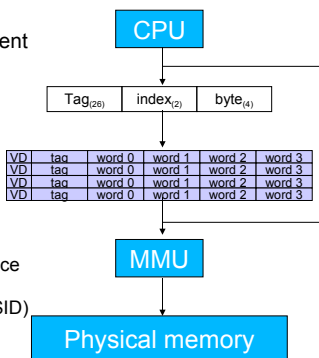 CPU
ent
Tag(26) index(2) byte(4)
VD tag word 0 word 1 word 2 word 3
VD tag word 0 word 1 word 2 word 3
VD tag word 0 word 1 word 2 word 3
VD tag word 0 word 1 word 2 word 3
ce
MMU
SID)
Physical memory